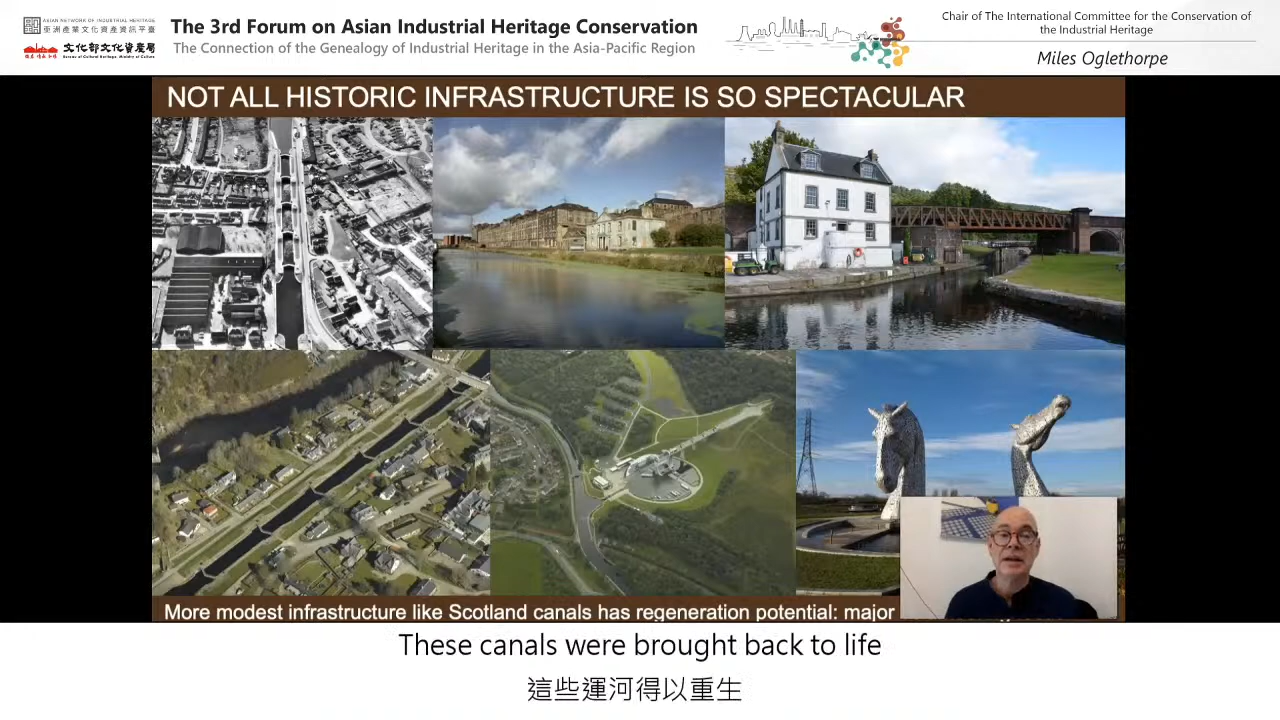 ASIAN NETWORK OF INDUSTRIAL HERITAGE
亞洲產業文化資產資訊平臺
文化部文化資產局
Bureau of Cultural Heritage, Ministry of Culture
The 3rd Forum on Asian Industrial Heritage Conservation
The Connection of the Genealogy of Industrial Heritage in the Asia-Pacific Region
Chair of The International Committee for the Conservation of
the Industrial Heritage
Miles Oglethorpe
NOT ALL HISTORIC INFRASTRUCTURE IS SO SPECTACULAR
More modest infrastructure like Scotland canals has regeneration potential: major
These canals were brought back to life
這些運河得以重生